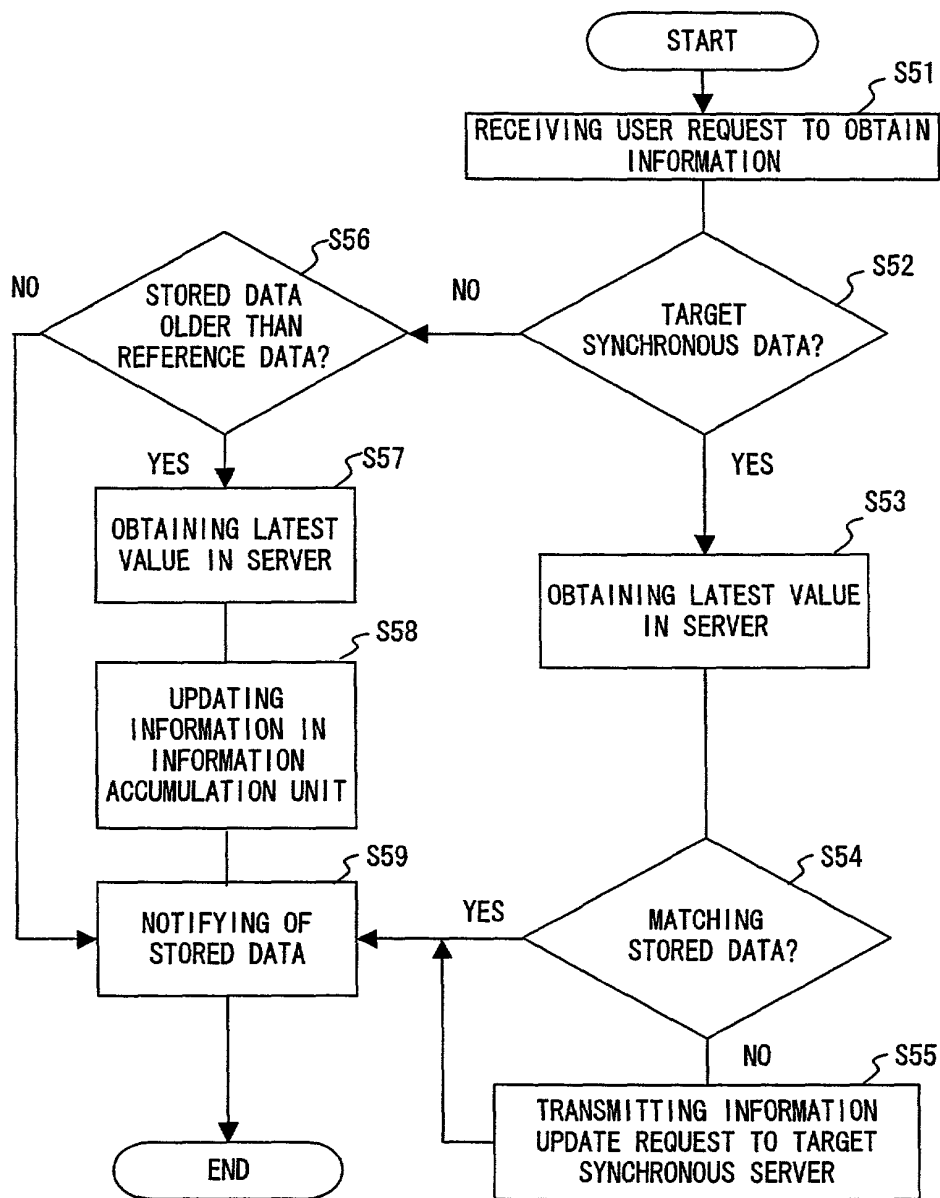 START
S51
RECEIVING USER REQUEST TO OBTAIN
INFORMATION
S56
STORED DATA
OLDER THAN
REFERENCE DATA?
NO
NO
S52
TARGET
SYNCHRONOUS DATA?
YES
S57
OBTAINING LATEST
VALUE IN SERVER
YES
S53
OBTAINING LATEST VALUE
IN SERVER
S58
UPDATING
INFORMATION IN
INFORMATION
ACCUMULATION UNIT
S59
NOTIFYING OF
STORED DATA
YES
S54
MATCHING
STORED DATA?
NO
S55
TRANSMITTING INFORMATION
UPDATE REQUEST TO TARGET
SYNCHRONOUS SERVER
END